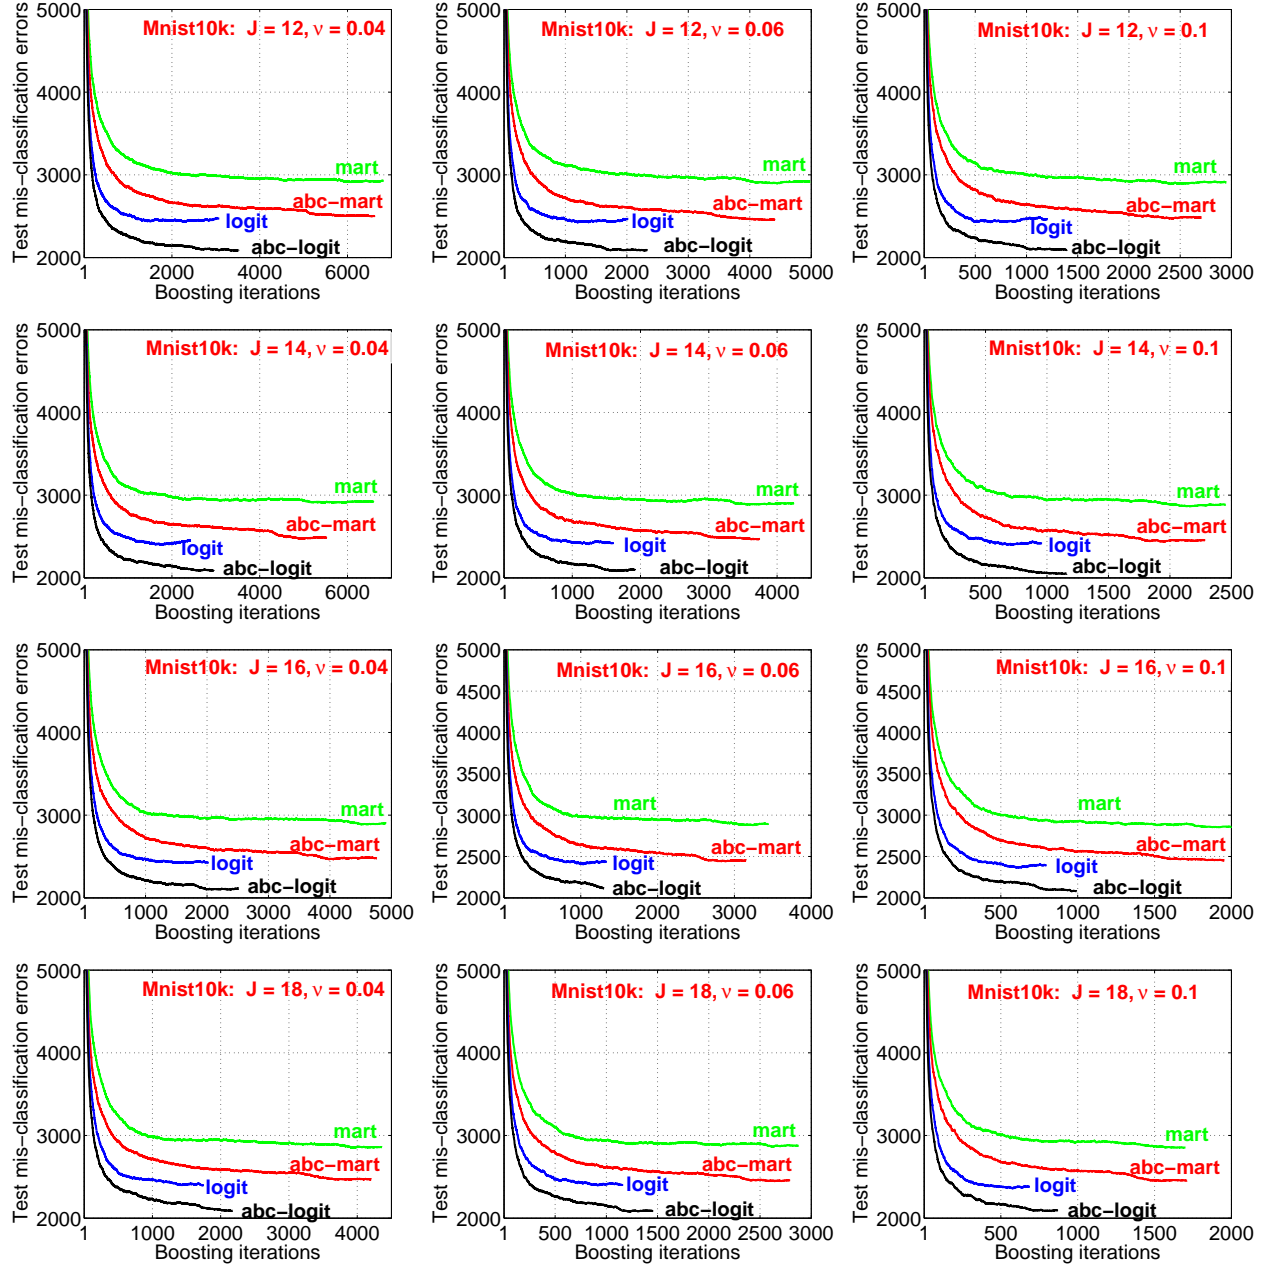 Test mis−classification errors
5000
4000
3000
2000
Mnist10k: J = 12, ν = 0.04
mart
abc−mart
logit
abc−logit
1 2000 4000 6000
Boosting iterations
Test mis−classification errors
5000
4000
3000
2000
Mnist10k: J = 12, ν = 0.06
mart
abc−mart
logit
abc−logit
1 1000 2000 3000 4000 5000
Boosting iterations
Test mis−classification errors
5000
4000
3000
2000
Mnist10k: J = 12, ν = 0.1
mart
abc−mart
logit
abc−logit
1 500 1000 1500 2000 2500 3000
Boosting iterations
Test mis−classification errors
5000
4000
3000
2000
Mnist10k: J = 14, ν = 0.04
mart
abc−mart
logit
abc−logit
1 2000 4000 6000
Boosting iterations
Test mis−classification errors
5000
4000
3000
2000
Mnist10k: J = 14, ν = 0.06
mart
abc−mart
logit
abc−logit
1 1000 2000 3000 4000
Boosting iterations
Test mis−classification errors
5000
4000
3000
2000
Mnist10k: J = 14, ν = 0.1
mart
abc−mart
logit
abc−logit
1 500 1000 1500 2000 2500
Boosting iterations
Test mis−classification errors
5000
4000
3000
2000
Mnist10k: J = 16, ν = 0.04
mart
abc−mart
logit
abc−logit
1 1000 2000 3000 4000 5000
Boosting iterations
Test mis−classification errors
5000
4500
4000
3500
3000
2500
2000
Mnist10k: J = 16, ν = 0.06
mart
abc−mart
logit
abc−logit
1 1000 2000 3000 4000
Boosting iterations
Test mis−classification errors
5000
4500
4000
3500
3000
2500
2000
Mnist10k: J = 16, ν = 0.1
mart
abc−mart
logit
abc−logit
1 500 1000 1500 2000
Boosting iterations
Test mis−classification errors
5000
4000
3000
2000
Mnist10k: J = 18, ν = 0.04
mart
abc−mart
logit
abc−logit
1 1000 2000 3000 4000
Boosting iterations
Test mis−classification errors
5000
4000
3000
2000
Mnist10k: J = 18, ν = 0.06
mart
abc−mart
logit
abc−logit
1 500 1000 1500 2000 2500 3000
Boosting iterations
Test mis−classification errors
5000
4000
3000
2000
Mnist10k: J = 18, ν = 0.1
mart
abc−mart
logit
abc−logit
1 500 1000 1500 2000
Boosting iterations